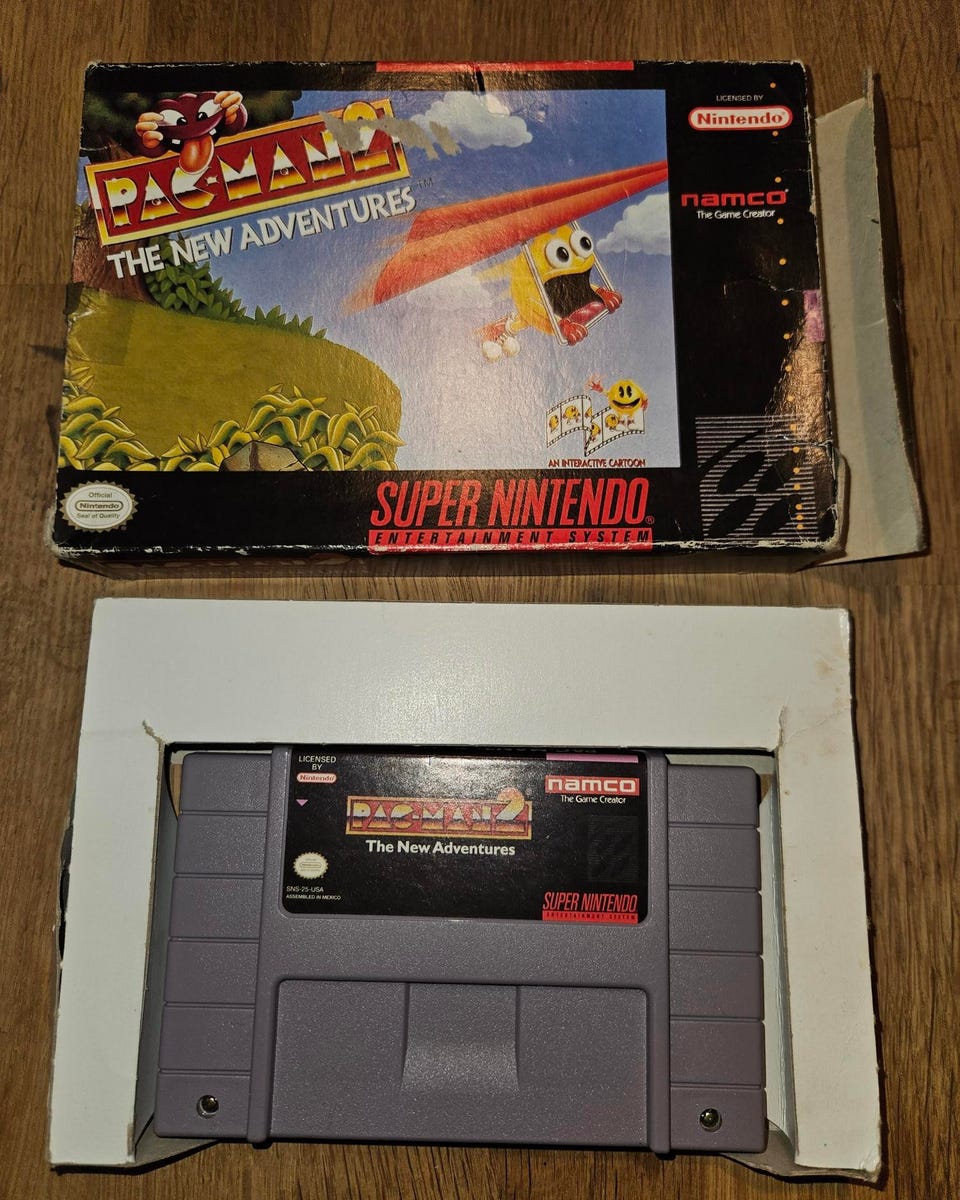 PAC-MAN 2
THE NEW ADVENTURES™
LICENSED BY
Nintendo®
namco®
The Game Creator
AN INTERACTIVE CARTOON
Official
Nintendo
Seal of Quality
SUPER NINTENDO®
ENTERTAINMENT SYSTEM
LICENSED
BY
Nintendo
namco
The Game Creator
PAC-MAN 2
The New Adventures
SNS-25-USA
ASSEMBLED IN MEXICO
SUPER NINTENDO
ENTERTAINMENT SYSTEM